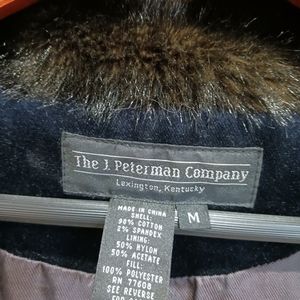 The J. Peterman Company
Lexington, Kentucky
M
MADE IN CHINA
SHELL:
98% COTTON
2% SPANDEX
LINING:
50% NYLON
50% ACETATE
FILL:
100% POLYESTER
RN 77608
SEE REVERSE